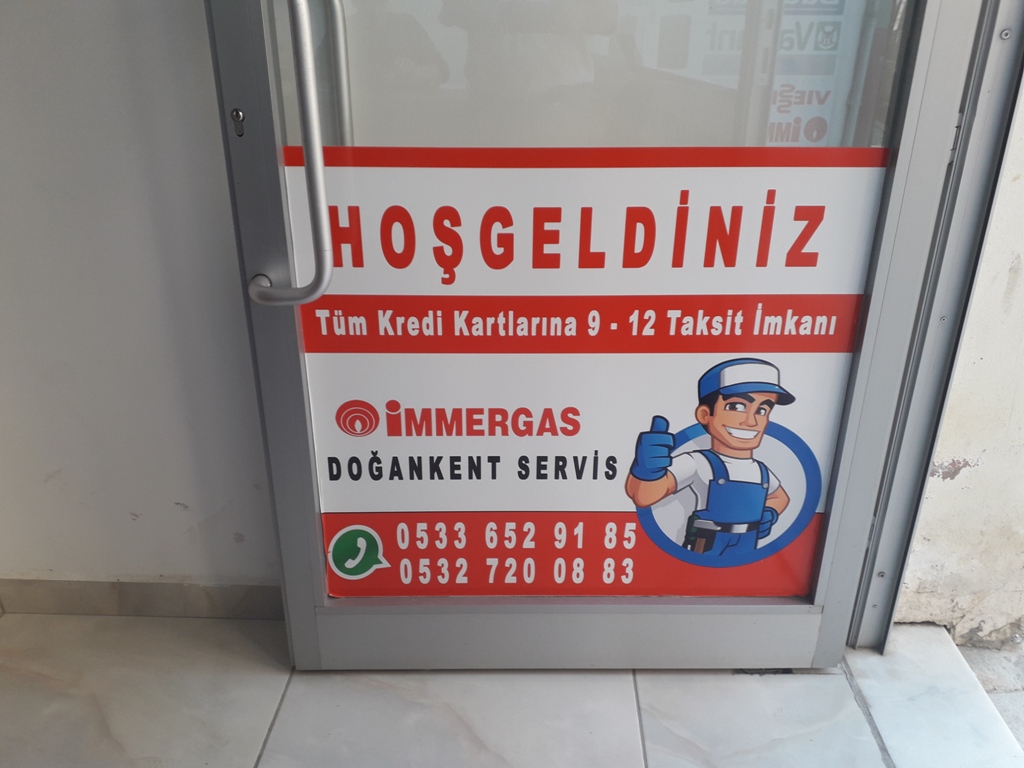 HOŞGELDİNİZ
Tüm Kredi Kartlarına 9 - 12 Taksit İmkanı
İMMERGAS
DOĞANKENT SERVİS
0533 652 91 85
0532 720 08 83